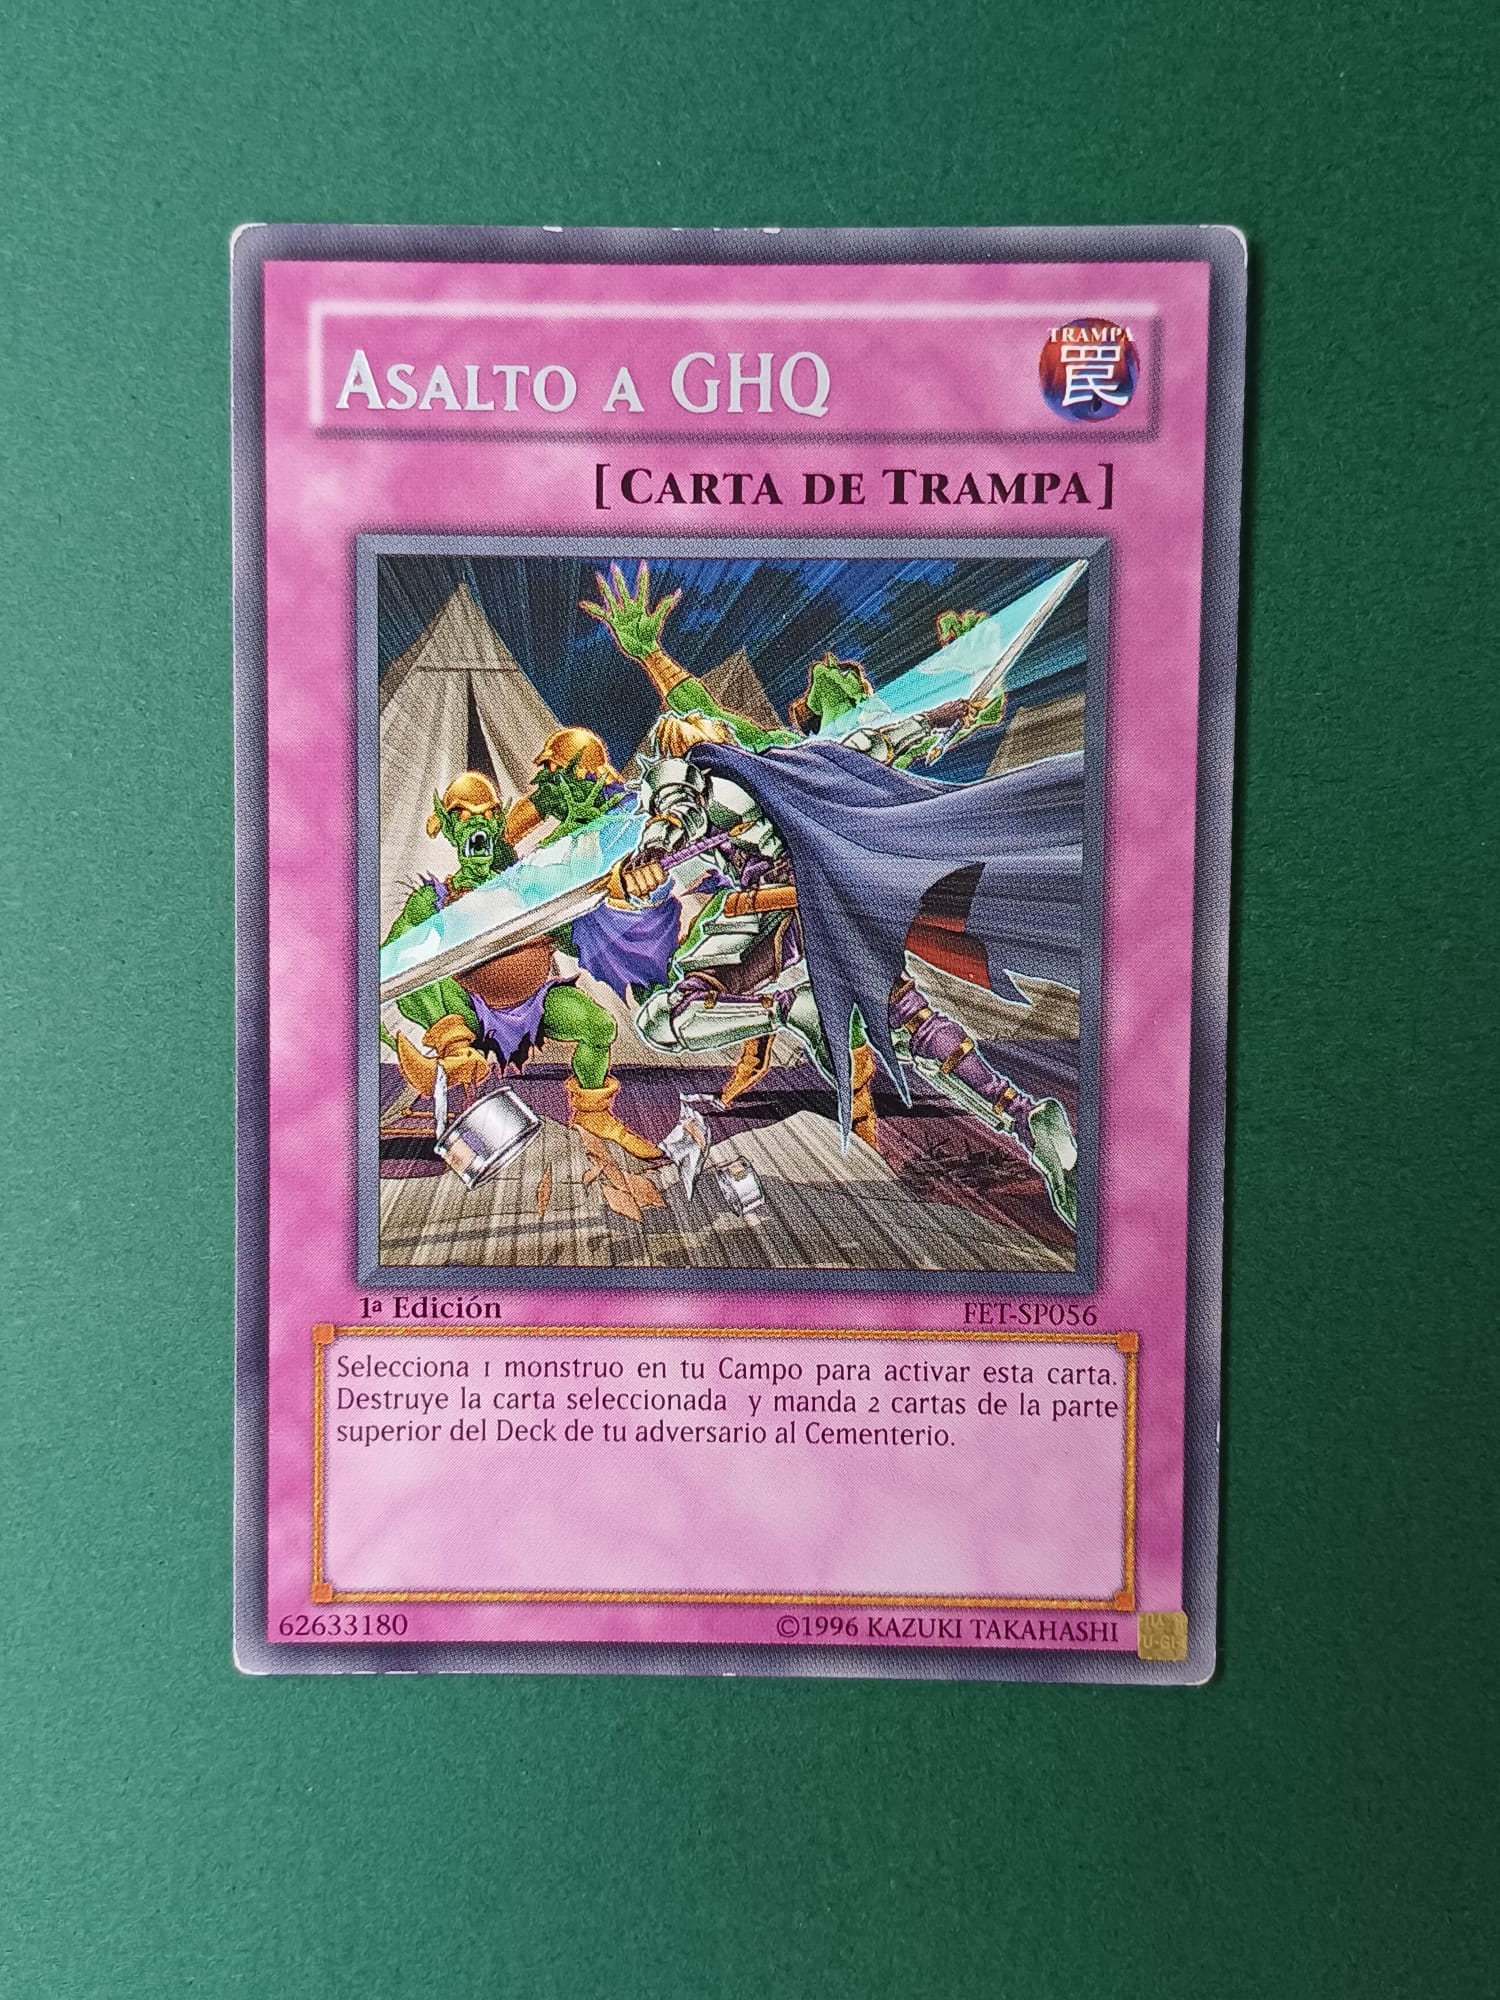 ASALTO A GHQ
TRAMPA
罠
[CARTA DE TRAMPA]
1ª Edición
FET-SP056
Selecciona 1 monstruo en tu Campo para activar esta carta.
Destruye la carta seleccionada y manda 2 cartas de la parte
superior del Deck de tu adversario al Cementerio.
62633180
©1996 KAZUKI TAKAHASHI